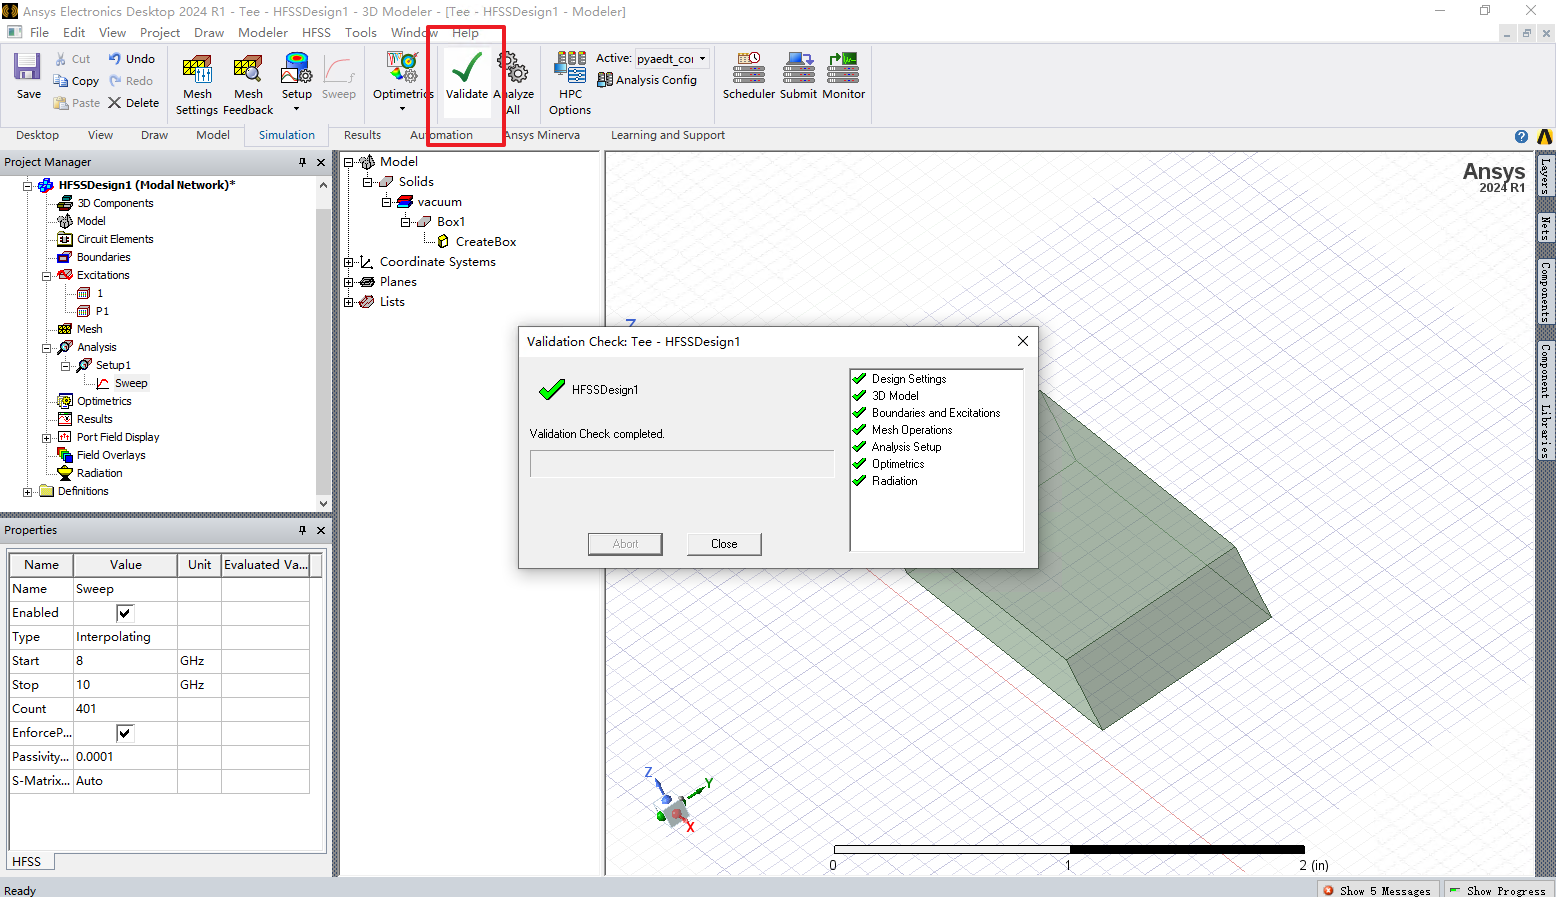 Ansys Electronics Desktop 2024 R1 - Tee - HFSSDesign1 - 3D Modeler - [Tee - HFSSDesign1 - Modeler]
File Edit View Project Draw Modeler HFSS Tools Window Help
Save
Cut
Copy
Paste
Undo
Redo
Delete
Mesh Settings
Mesh Feedback
Setup
Sweep
Optimetrics
Validate
Analyze All
HPC Options
Active: pyaedt_cor
Analysis Config
Scheduler
Submit
Monitor
Desktop View Draw Model Simulation Results Automation Ansys Minerva Learning and Support
Project Manager
HFSSDesign1 (Modal Network)*
3D Components
Model
Circuit Elements
Boundaries
Excitations
1
P1
Mesh
Analysis
Setup1
Sweep
Optimetrics
Results
Port Field Display
Field Overlays
Radiation
Definitions
Properties
Name Value Unit Evaluated Va...
Name Sweep
Enabled
Type Interpolating
Start 8 GHz
Stop 10 GHz
Count 401
EnforceP...
Passivity... 0.0001
S-Matrix... Auto
HFSS
Model
Solids
vacuum
Box1
CreateBox
Coordinate Systems
Planes
Lists
Ansys
2024 R1
Z
Validation Check: Tee - HFSSDesign1
HFSSDesign1
Validation Check completed.
Abort
Close
Design Settings
3D Model
Boundaries and Excitations
Mesh Operations
Analysis Setup
Optimetrics
Radiation
Z
Y
X
0 1 2 (in)
Layers
Nets
Components
Component Libraries
Ready
Show 5 Messages
Show Progress